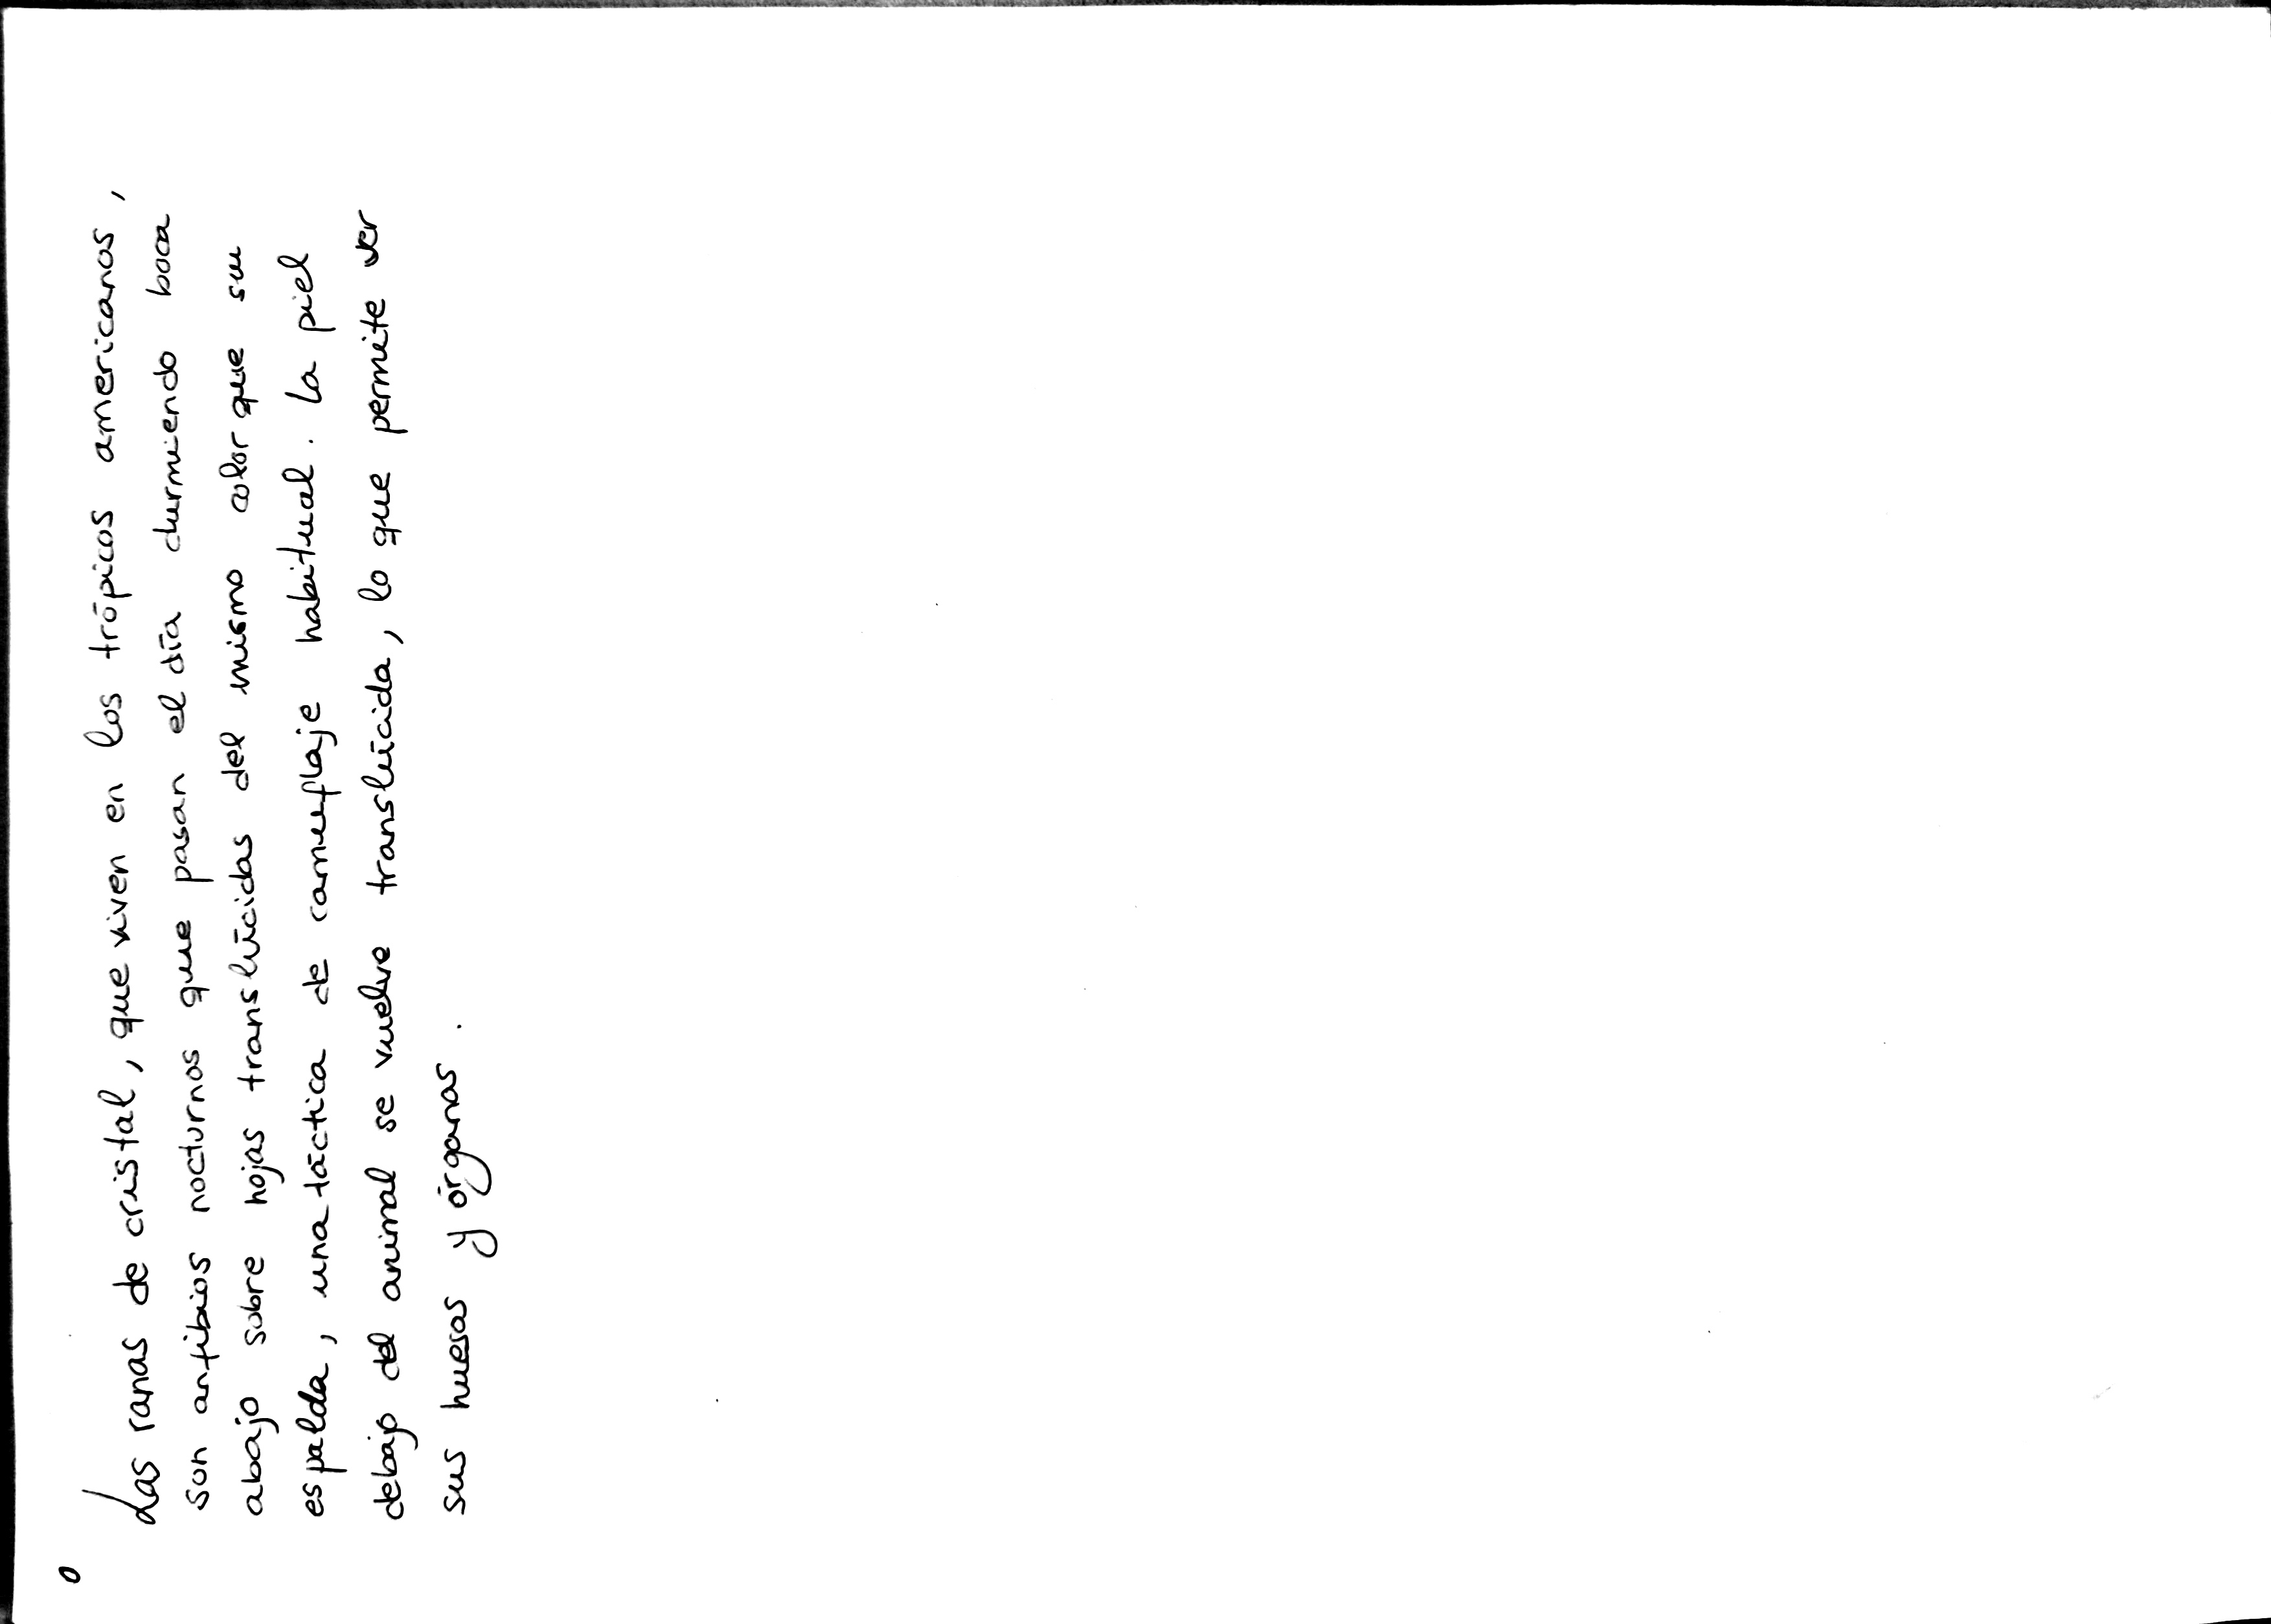 0
Las ranas de cristal, que viven en los trópicos americanos,
son anfibios nocturnos que pasan el día durmiendo boca
abajo sobre hojas translúcidas del mismo color que su
espalda, una táctica de camuflaje habitual. La piel
debajo del animal se vuelve translúcida, lo que permite ver
sus huesos y órganos.